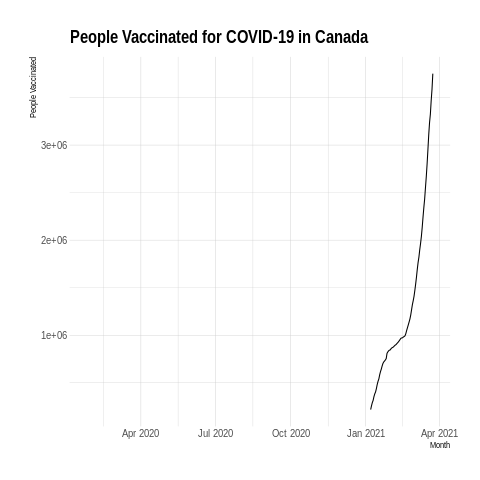 People Vaccinated for COVID-19 in Canada
People Vaccinated
3e+06
2e+06
1e+06
Apr 2020 Jul 2020 Oct 2020 Jan 2021 Apr 2021
Month